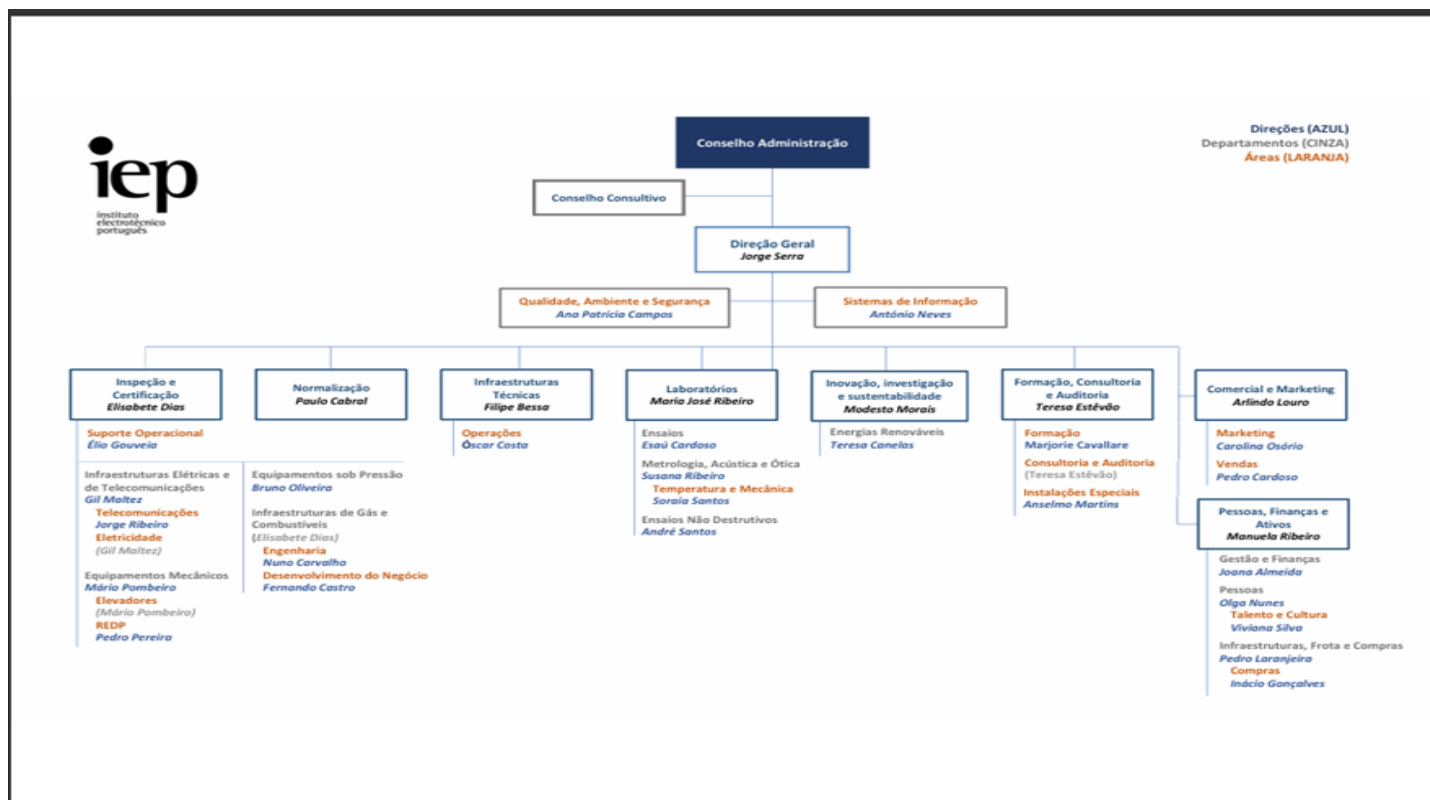 iep
instituto
electrotécnico
português
Direções (AZUL)
Departamentos (CINZA)
Áreas (LARANJA)
Conselho Administração
Conselho Consultivo
Direção Geral
Jorge Serra
Qualidade, Ambiente e Segurança
Ana Patrícia Campos
Sistemas de Informação
António Neves
Inspeção e
Certificação
Elisabete Dias
Suporte Operacional
Élio Gouveia
Infraestruturas Elétricas e
de Telecomunicações
Gil Maltez
Telecomunicações
Jorge Ribeiro
Eletricidade
(Gil Maltez)
Equipamentos Mecânicos
Mário Pombeiro
Elevadores
(Mário Pombeiro)
REDP
Pedro Pereira
Equipamentos sob Pressão
Bruno Oliveira
Infraestruturas de Gás e
Combustíveis
(Elisabete Dias)
Engenharia
Nuno Carvalho
Desenvolvimento do Negócio
Fernando Castro
Normalização
Paulo Cabral
Infraestruturas
Técnicas
Filipe Bessa
Operações
Óscar Costa
Laboratórios
Maria José Ribeiro
Ensaios
Esaú Cardoso
Metrologia, Acústica e Ótica
Susana Ribeiro
Temperatura e Mecânica
Soraia Santos
Ensaios Não Destrutivos
André Santos
Inovação, investigação
e sustentabilidade
Modesto Morais
Energias Renováveis
Teresa Canelas
Formação, Consultoria
e Auditoria
Teresa Estêvão
Formação
Marjorie Cavallare
Consultoria e Auditoria
(Teresa Estêvão)
Instalações Especiais
Anselmo Martins
Comercial e Marketing
Arlindo Louro
Marketing
Carolina Osório
Vendas
Pedro Cardoso
Pessoas, Finanças e
Ativos
Manuela Ribeiro
Gestão e Finanças
Joana Almeida
Pessoas
Olga Nunes
Talento e Cultura
Viviana Silva
Infraestruturas, Frota e Compras
Pedro Laranjeira
Compras
Inácio Gonçalves